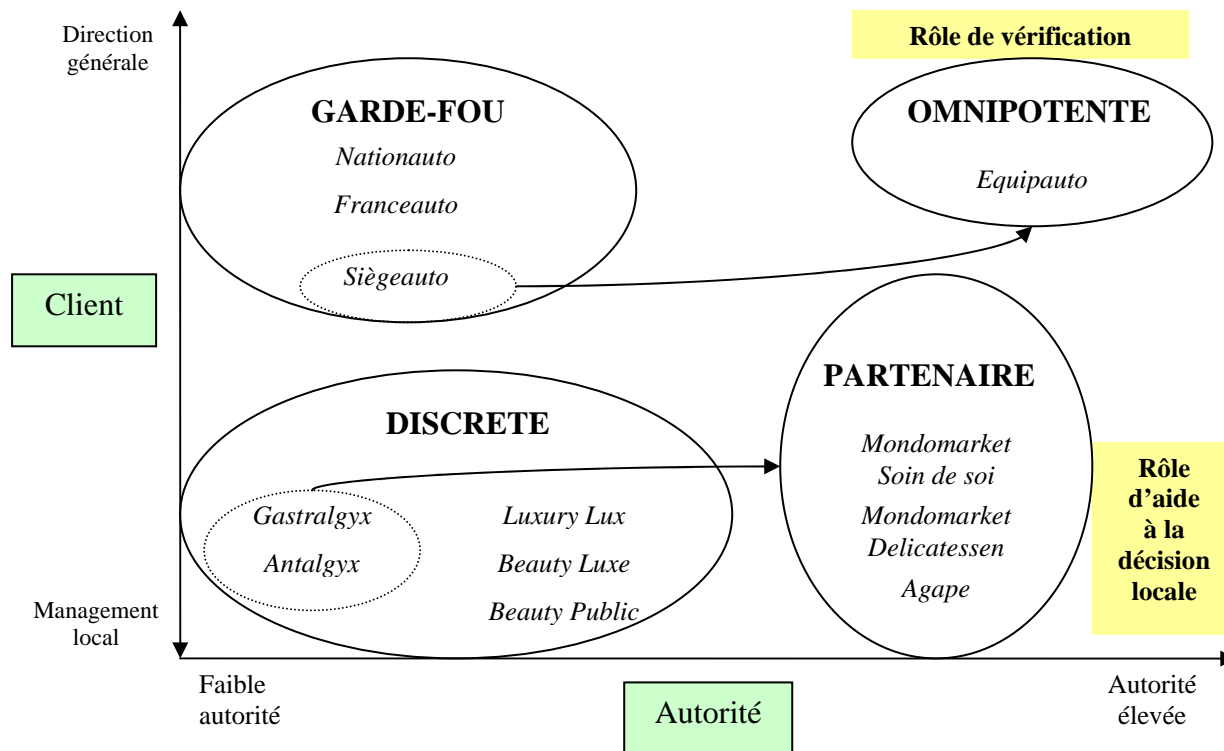 Direction
générale
Rôle de vérification
GARDE-FOU
Nationauto
Franceauto
Siègeauto
OMNIPOTENTE
Equipauto
Client
PARTENAIRE
Mondomarket
Soin de soi
Mondomarket
Delicatessen
Agape
DISCRETE
Gastralgyx
Antalgyx
Luxury Lux
Beauty Luxe
Beauty Public
Rôle
d’aide
à la
décision
locale
Management
local
Faible
autorité
Autorité
Autorité
élevée